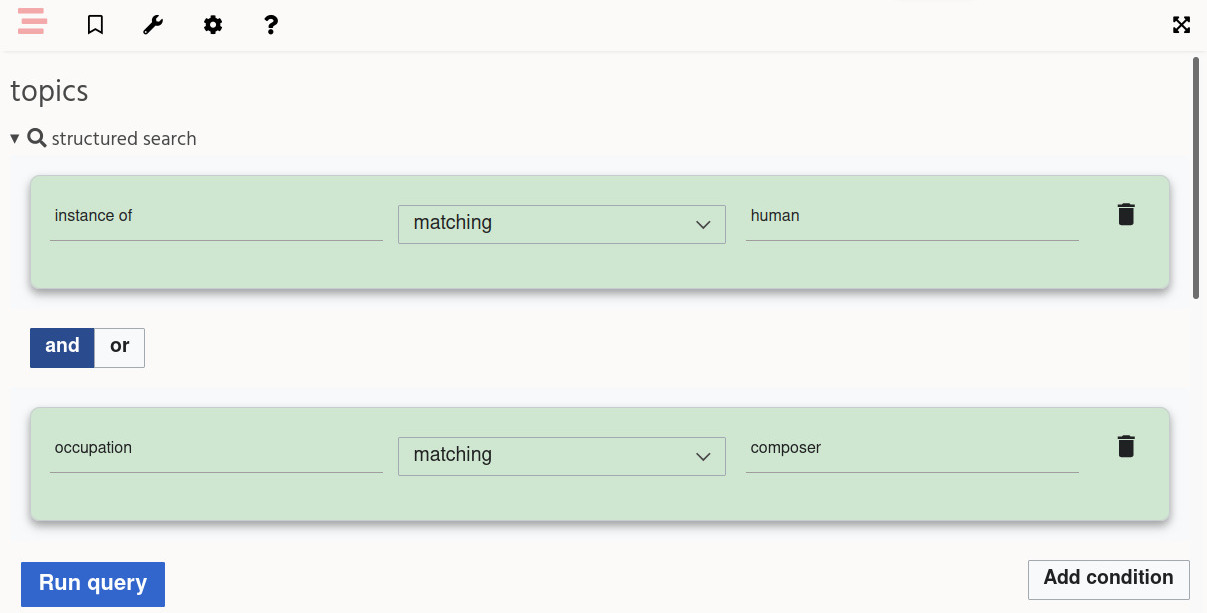 topics
structured search
instance of
matching
human
and
or
occupation
matching
composer
Run query
Add condition